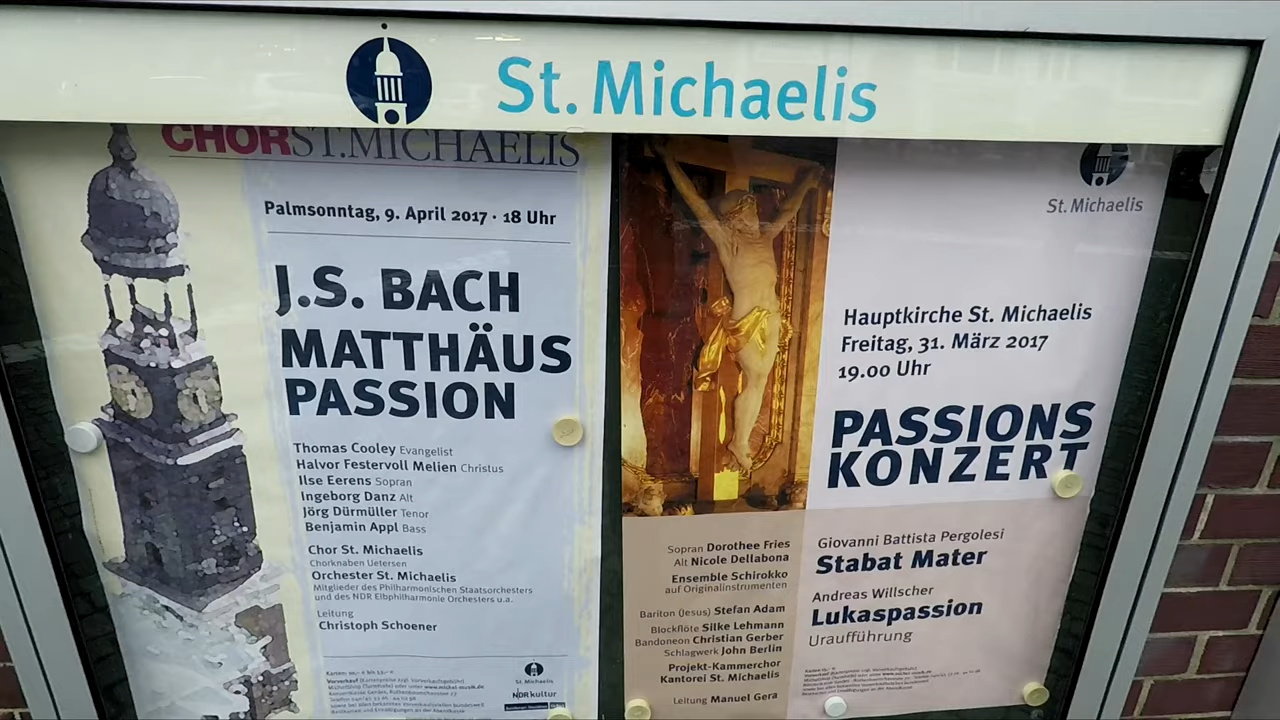 St. Michaelis
CHORST.MICHAELIS
Palmsonntag, 9. April 2017 · 18 Uhr
J.S. BACH
MATTHÄUS
PASSION
Thomas Cooley Evangelist
Halvor Festervoll Melien Christus
Ilse Eerens Sopran
Ingeborg Danz Alt
Jörg Dürmüller Tenor
Benjamin Appl Bass
Chor St. Michaelis
Chorknaben Uetersen
Orchester St. Michaelis
Mitglieder des Philharmonischen Staatsorchesters
und des NDR Elbphilharmonie Orchesters u.a.
Leitung
Christoph Schoener
St. Michaelis
NDR kultur
St. Michaelis
Hauptkirche St. Michaelis
Freitag, 31. März 2017
19.00 Uhr
PASSIONS
KONZERT
Sopran Dorothee Fries
Alt Nicole Dellabona
Ensemble Schirokko
auf Originalinstrumenten
Bariton (Jesus) Stefan Adam
Blockflöte Silke Lehmann
Bandoneon Christian Gerber
Schlagwerk John Berlin
Projekt-Kammerchor
Kantorei St. Michaelis
Leitung Manuel Gera
Giovanni Battista Pergolesi
Stabat Mater
Andreas Willscher
Lukaspassion
Uraufführung